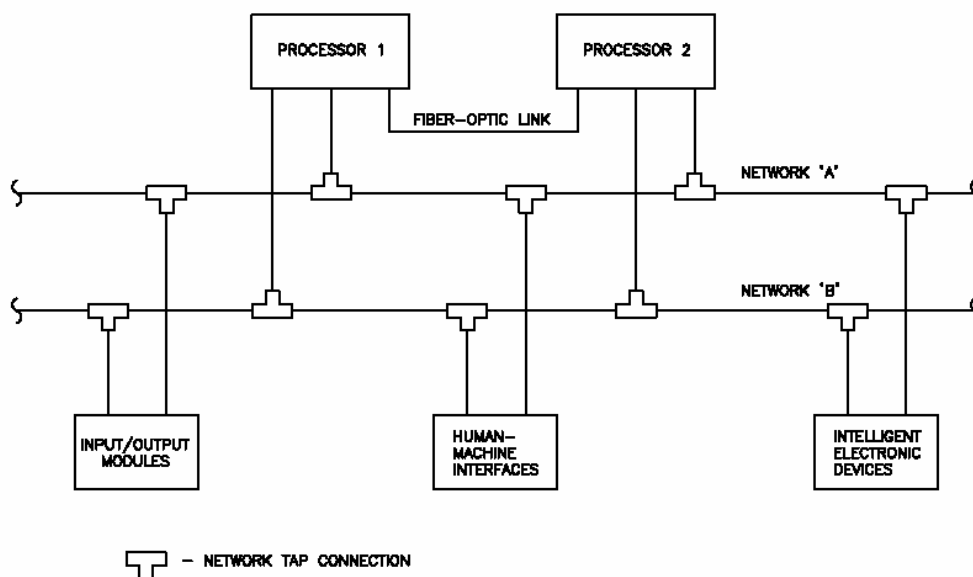 PROCESSOR 1
PROCESSOR 2
FIBER-OPTIC LINK
NETWORK 'A'
NETWORK 'B'
INPUT/OUTPUT
MODULES
HUMAN-
MACHINE
INTERFACES
INTELLIGENT
ELECTRONIC
DEVICES
- NETWORK TAP CONNECTION